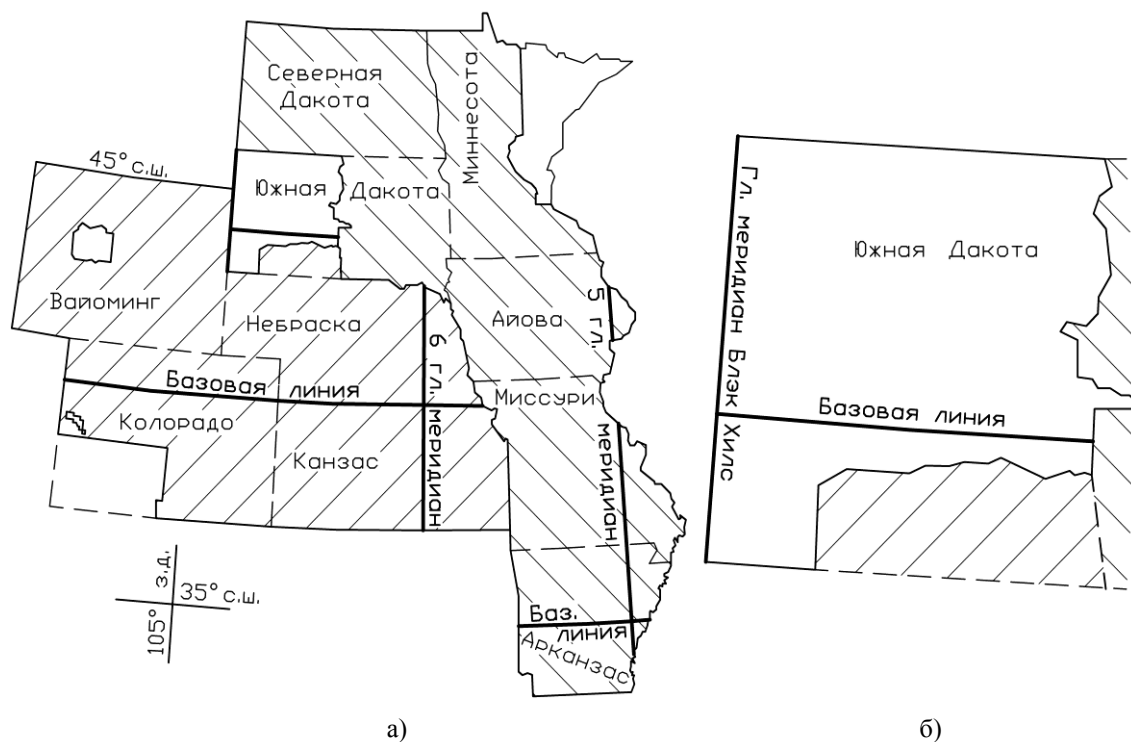 Северная
Дакота
Миннесота
45° с.ш.
Южная
Дакота
Вайоминг
Небраска
Айова
5 гл.
меридиан
6 гл. меридиан
Базовая линия
Миссури
Колорадо
Канзас
Баз.
линия
Арканзас
105° з.д.
35° с.ш.
а)
Гл. меридиан Блэк Хилс
Южная Дакота
Базовая линия
б)